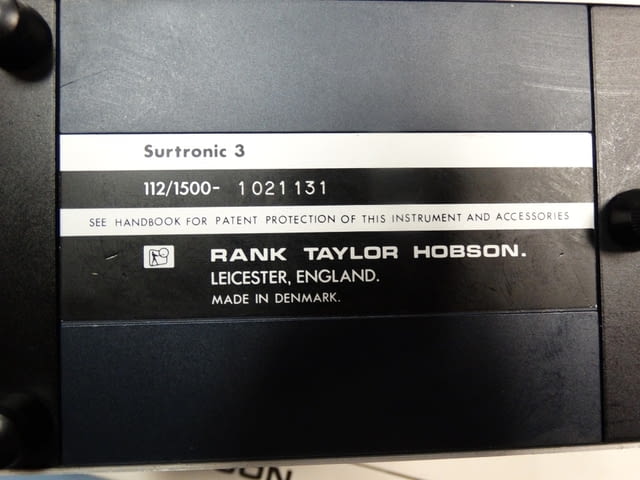 Surtronic 3
112/1500- 1021131
SEE HANDBOOK FOR PATENT PROTECTION OF THIS INSTRUMENT AND ACCESSORIES
RANK TAYLOR HOBSON.
LEICESTER, ENGLAND.
MADE IN DENMARK.